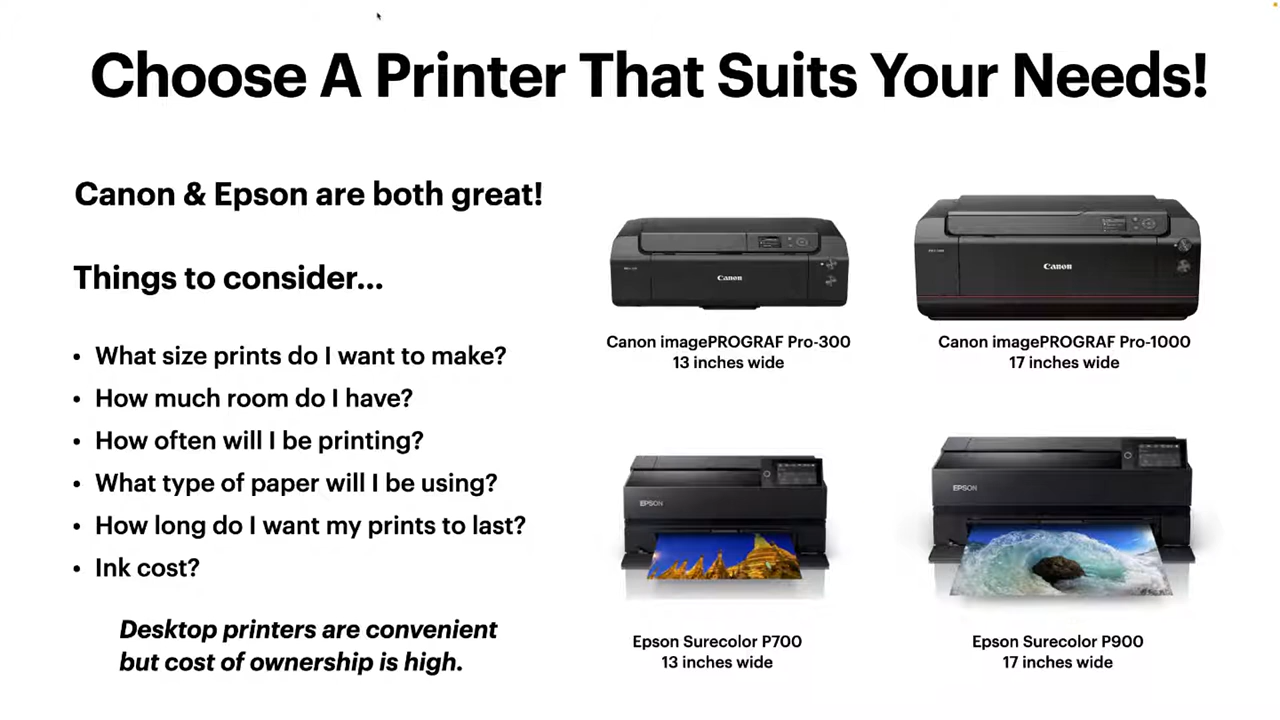 Choose A Printer That Suits Your Needs!
Canon & Epson are both great!
Things to consider...
• What size prints do I want to make?
• How much room do I have?
• How often will I be printing?
• What type of paper will I be using?
• How long do I want my prints to last?
• Ink cost?
Desktop printers are convenient
but cost of ownership is high.
Canon
Canon imagePROGRAF Pro-300
13 inches wide
Canon
Canon imagePROGRAF Pro-1000
17 inches wide
EPSON
Epson Surecolor P700
13 inches wide
EPSON
Epson Surecolor P900
17 inches wide